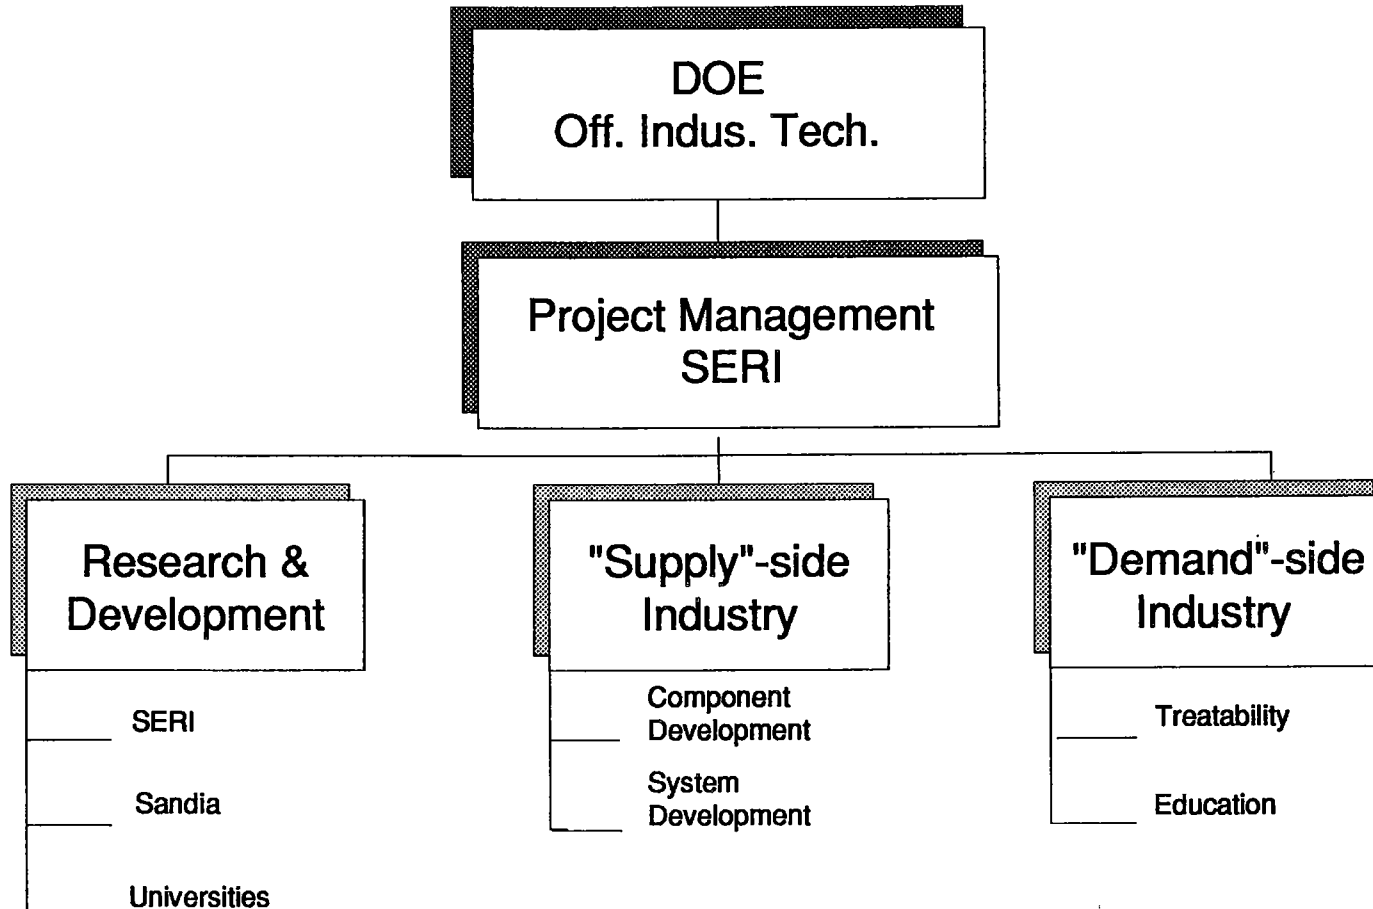 DOE
Off. Indus. Tech.
Project Management
SERI
Research &
Development
SERI
Sandia
Universities
"Supply"-side
Industry
Component
Development
System
Development
"Demand"-side
Industry
Treatability
Education